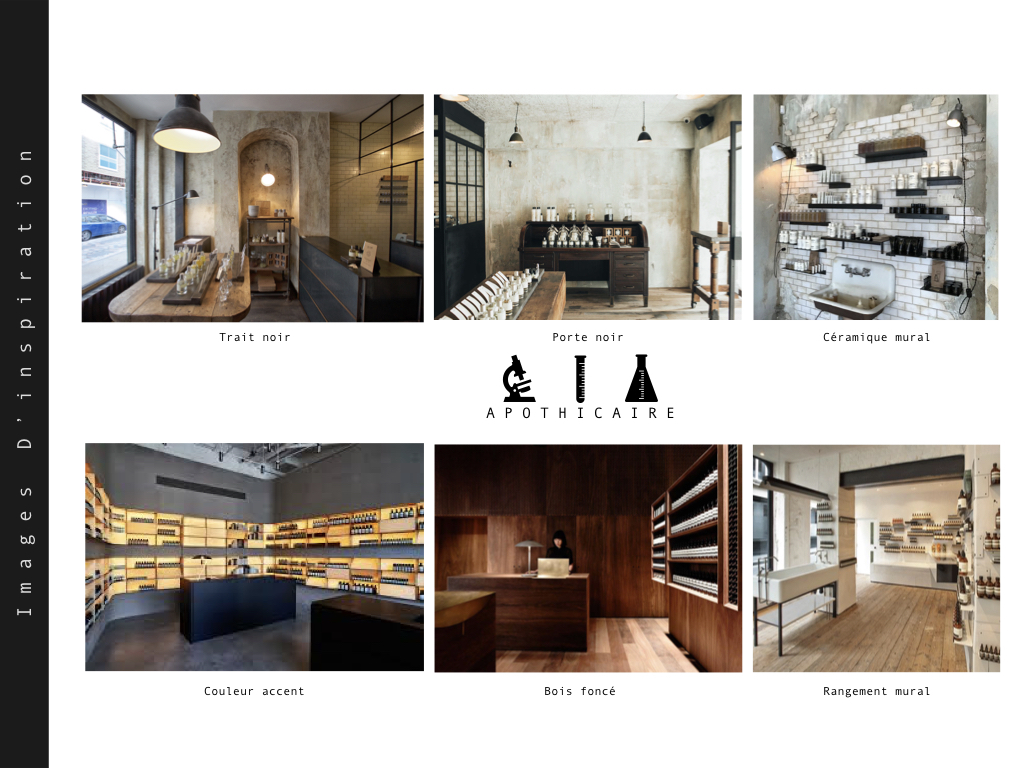 Images D'inspiration
Trait noir
Porte noir
Céramique mural
APOTHICAIRE
Couleur accent
Bois foncé
Rangement mural